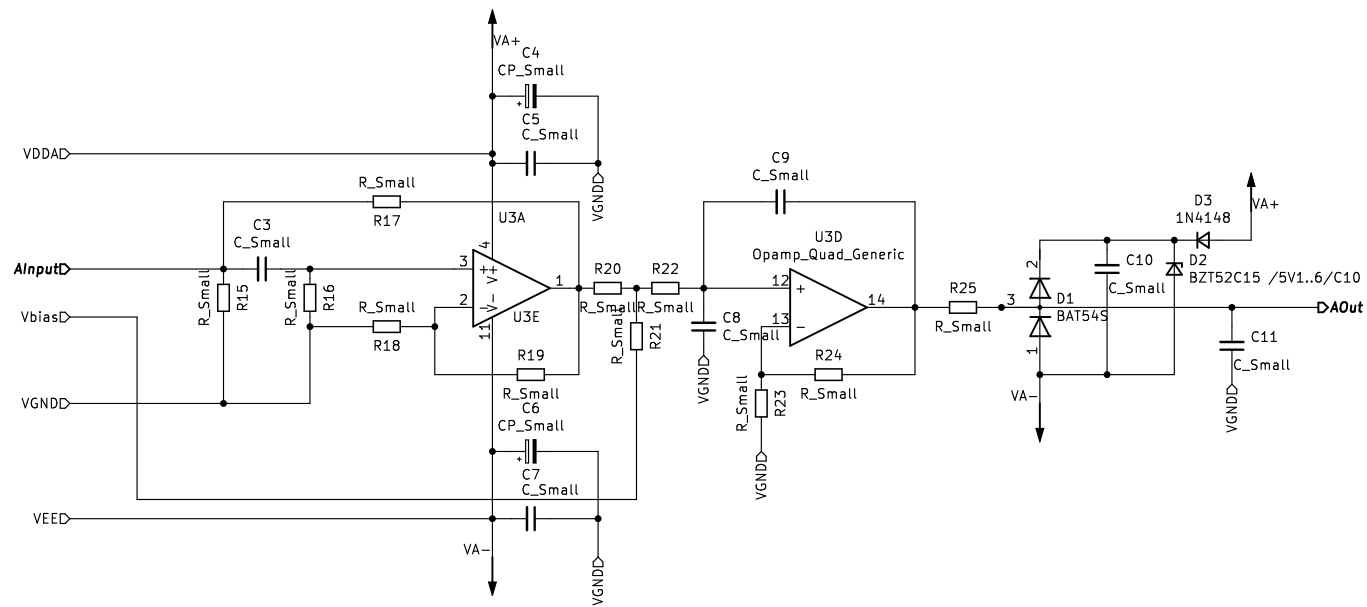 VA+
C4
CP_Small
C5
C_Small
VDDA
VGND
R_Small
R17
C3
C_Small
AInput
R_Small
R15
R_Small
R16
Vbias
R_Small
R18
VGND
U3A
4
3
++
V
2
V-
-
11
1
U3E
R19
R_Small
C6
CP_Small
C7
C_Small
VEE
VA-
VGND
R20
R_Small
R22
R_Small
R_Small
R21
C8
C_Small
VGND
C9
C_Small
U3D
Opamp_Quad_Generic
12
+
13
-
14
R24
R_Small
R_Small
R23
VGND
R25
R_Small
3
2
1
D1
BAT54S
VA-
C10
C_Small
D3
1N4148
VA+
D2
BZT52C15 /5V1..6/C10
AOut
C11
C_Small
VGND